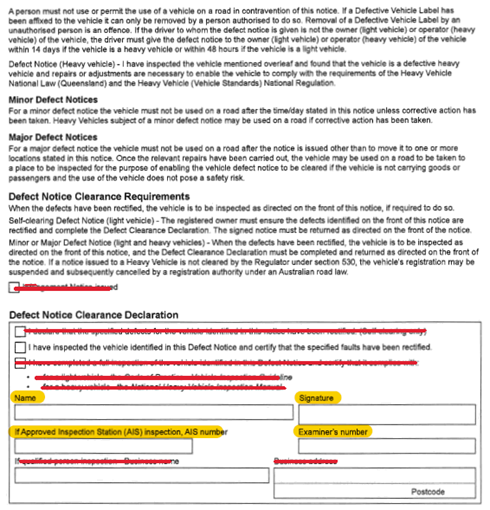 A person must not use or permit the use of a vehicle on a road in contravention of this notice. If a Defective Vehicle Label has
been affixed to the vehicle it can only be removed by a person authorised to do so. Removal of a Defective Vehicle Label by an
unauthorised person is an offence. If the driver to whom the defect notice is given is not the owner (light vehicle) or operator (heavy
vehicle) of the vehicle, the driver must give the defect notice to the owner (light vehicle) or operator (heavy vehicle) of the vehicle
within 14 days if the vehicle is a heavy vehicle or within 48 hours if the vehicle is a light vehicle.
Defect Notice (Heavy vehicle) - I have inspected the vehicle mentioned overleaf and found that the vehicle is a defective heavy
vehicle and repairs or adjustments are necessary to enable the vehicle to comply with the requirements of the Heavy Vehicle
National Law (Queensland) and the Heavy Vehicle (Vehicle Standards) National Regulation.
Minor Defect Notices
For a minor defect notice the vehicle must not be used on a road after the time/day stated in this notice unless corrective action has
been taken. Heavy Vehicles subject of a minor defect notice may be used on a road if corrective action has been taken.
Major Defect Notices
For a major defect notice the vehicle must not be used on a road after the notice is issued other than to move it to one or more
locations stated in this notice. Once the relevant repairs have been carried out, the vehicle may be used on a road to be taken to
a place to be inspected for the purpose of enabling the vehicle defect notice to be cleared if the vehicle is not carrying goods or
passengers and the use of the vehicle does not pose a safety risk.
Defect Notice Clearance Requirements
When the defects have been rectified, the vehicle is to be inspected as directed on the front of this notice, if required to do so.
Self-clearing Defect Notice (light vehicle) - The registered owner must ensure the defects identified on the front of this notice are
rectified and complete the Defect Clearance Declaration. The signed notice must be returned as directed on the front of the notice.
Minor or Major Defect Notice (light and heavy vehicles) - When the defects have been rectified, the vehicle is to be inspected as
directed on the front of this notice, and the Defect Clearance Declaration must be completed and returned as directed on the front
of the notice. If a notice issued to a Heavy Vehicle is not cleared by the Regulator under section 530, the vehicle's registration may be
suspended and subsequently cancelled by a registration authority under an Australian road law.
Infringement Notice issued
Defect Notice Clearance Declaration
I declare that the specified defects for the vehicle identified in this notice have been rectified. (Self-clearing only)
I have inspected the vehicle identified in this Defect Notice and certify that the specified faults have been rectified.
I have completed a full inspection of the vehicle identified in this Defect Notice and certify that it complies with:
• for a light vehicle - the Code of Practice - Vehicle Inspection Guideline
• for a heavy vehicle - the National Heavy Vehicle Inspection Manual.
Name Signature
If Approved Inspection Station (AIS) inspection, AIS number Examiner's number
If qualified person inspection - Business name Business address
Postcode